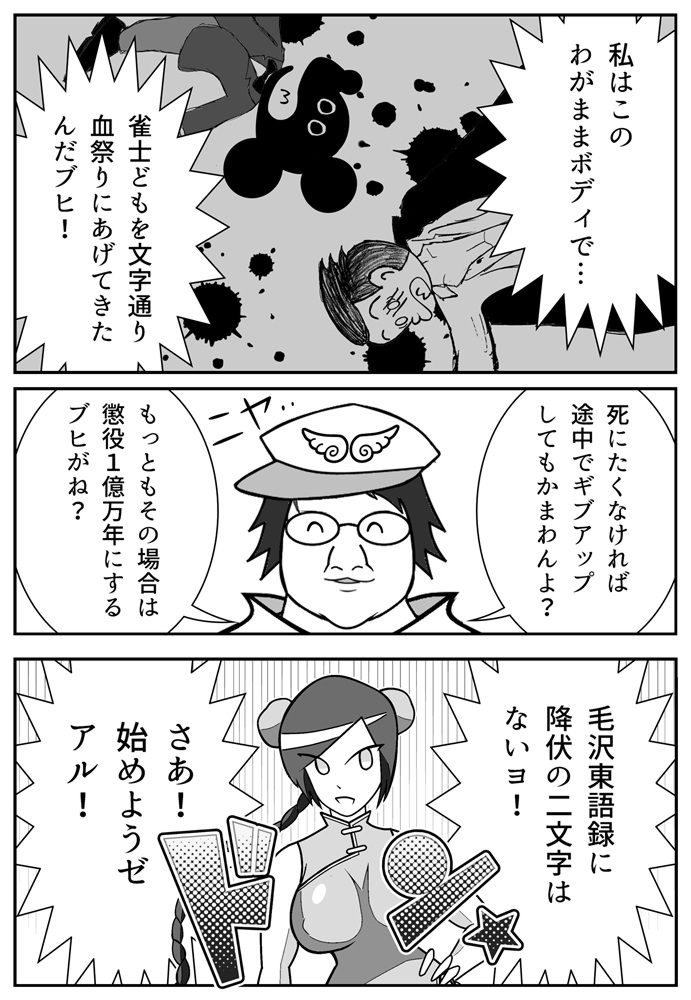 私はこの
わがままボディで…
雀士どもを文字通り
血祭りにあげてきた
んだブヒ！
死にたくなければ
途中でギブアップ
してもかまわんよ？
ニヤ‥
もっともその場合は
懲役１億万年にする
ブヒがね？
毛沢東語録に
降伏の二文字は
ないヨ！
さあ！
始めようゼ
アル！
ドン☆